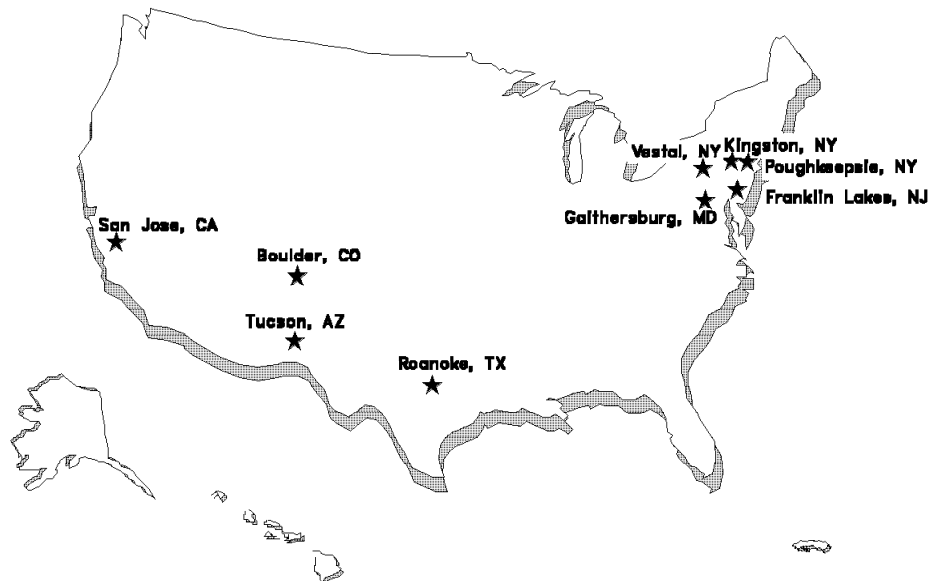 Vestal, NY
Kingston, NY
Poughkeepsie, NY
Franklin Lakes, NJ
Gaithersburg, MD
San Jose, CA
Boulder, CO
Tucson, AZ
Roanoke, TX